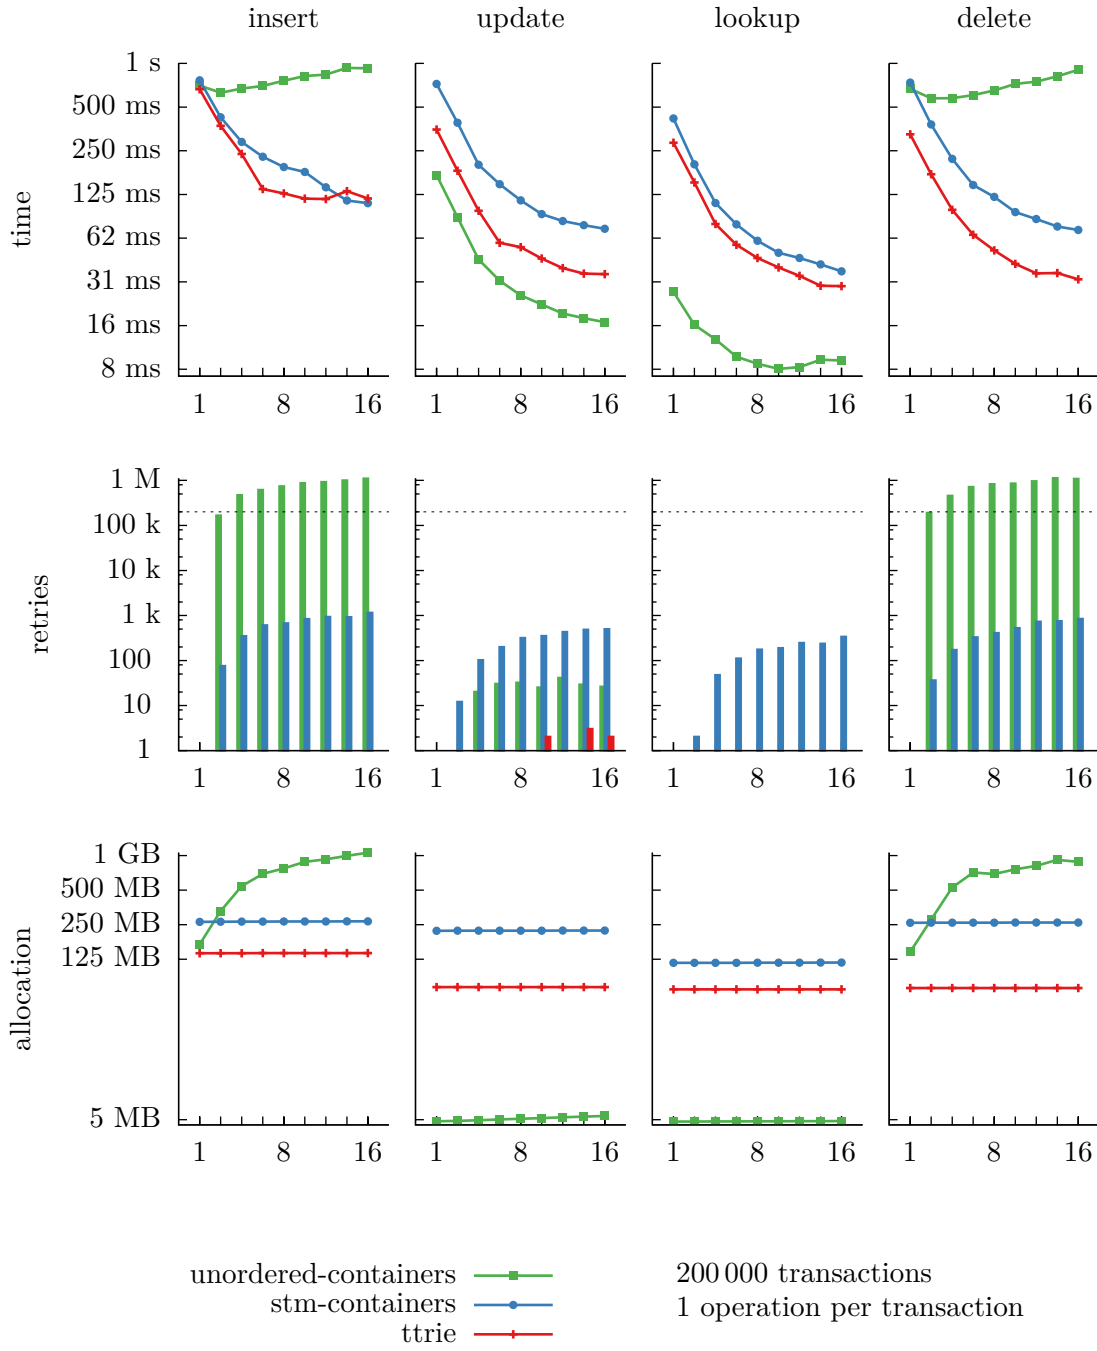 insert update lookup delete
time
1 s
500 ms
250 ms
125 ms
62 ms
31 ms
16 ms
8 ms
1 8 16 1 8 16 1 8 16 1 8 16
retries
1 M
100 k
10 k
1 k
100
10
1
1 8 16 1 8 16 1 8 16 1 8 16
allocation
1 GB
500 MB
250 MB
125 MB
5 MB
1 8 16 1 8 16 1 8 16 1 8 16
unordered-containers
stm-containers
ttrie
200 000 transactions
1 operation per transaction